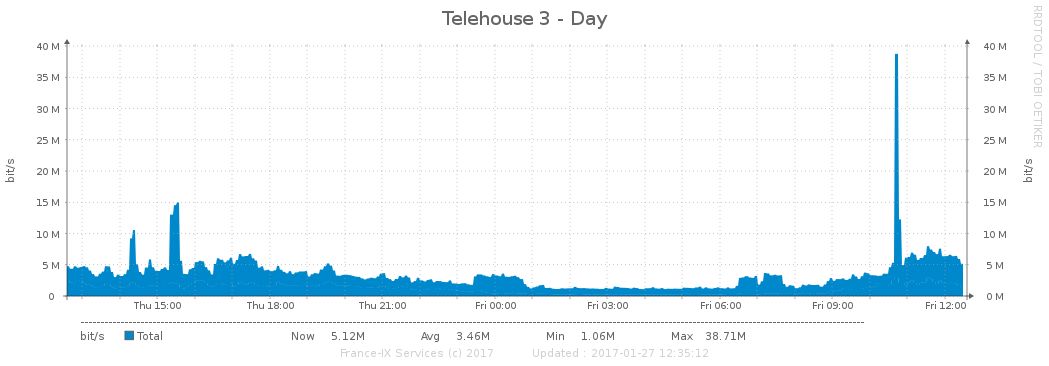 Telehouse 3 - Day
RRDTOOL / TOBI OETIKER
bit/s
40 M 40 M
35 M 35 M
30 M 30 M
25 M 25 M
20 M 20 M
15 M 15 M
10 M 10 M
5 M 5 M
0 0 M
bit/s
Thu 15:00 Thu 18:00 Thu 21:00 Fri 00:00 Fri 03:00 Fri 06:00 Fri 09:00 Fri 12:00
bit/s Total Now 5.12M Avg 3.46M Min 1.06M Max 38.71M
France-IX Services (c) 2017 Updated : 2017-01-27 12:35:12